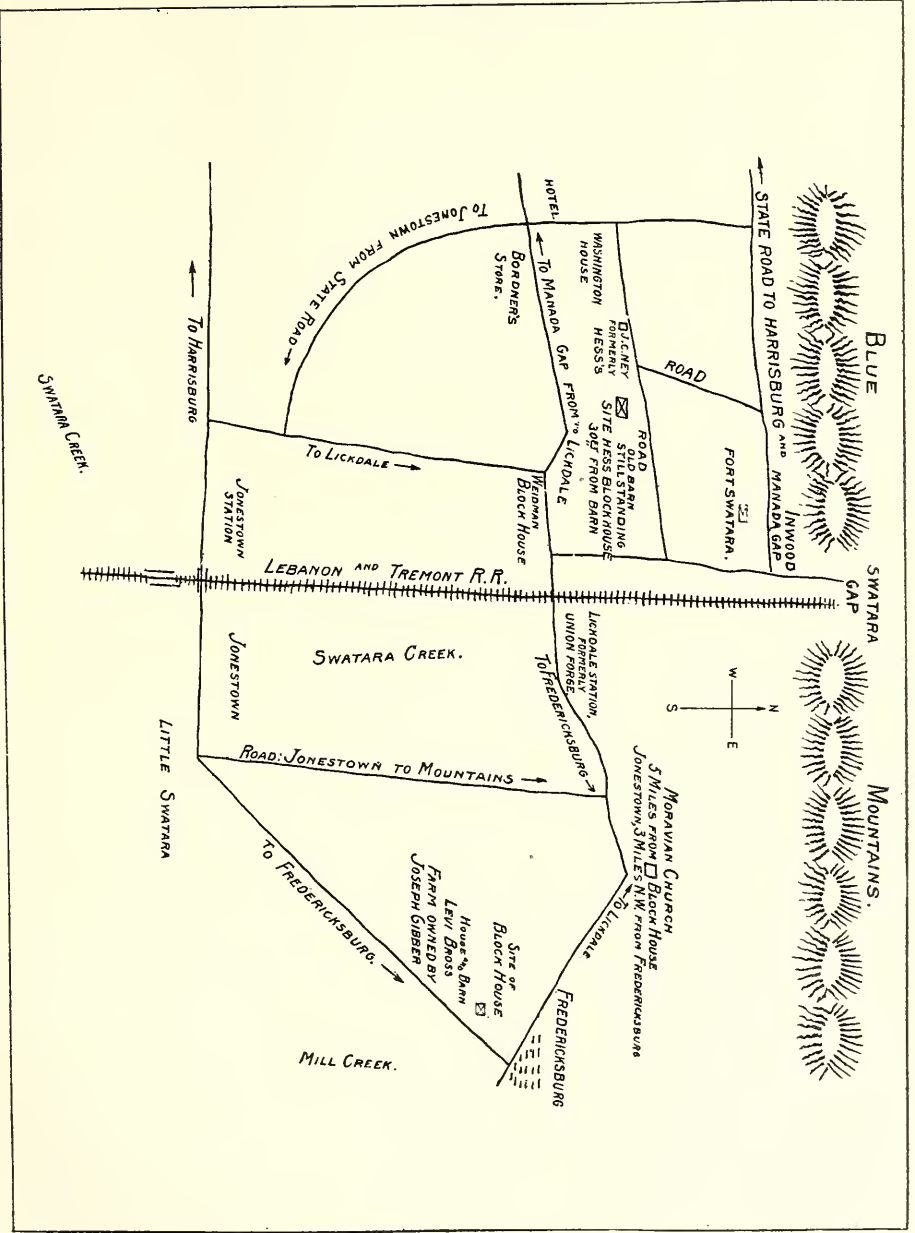 BLUE
MOUNTAINS.
SWATARA
GAP
STATE ROAD TO HARRISBURG AND MANADA GAP
INWOOD
FORT SWATARA.
ROAD
ROAD
HOTEL
WASHINGTON
HOUSE
J.C.NEY
FORMERLY
HESS'S
OLD BARN
STILL STANDING
SITE HESS BLOCK HOUSE
FROM BARN
TO MANADA GAP FROM TO LICKDALE
BORDNER'S
STORE.
TO JONESTOWN FROM STATE ROAD
TO HARRISBURG
TO LICKDALE
WEIDMAN
BLOCK HOUSE
JONESTOWN
STATION
LEBANON AND TREMONT R.R.
LICKDALE STATION,
FORMERLY
UNION FORGE.
N
W
E
S
TO FREDERICKSBURG
SWATARA CREEK.
JONESTOWN
ROAD: JONESTOWN TO MOUNTAINS
MORAVIAN CHURCH
5 MILES FROM BLOCK HOUSE
JONESTOWN, 3 MILES N.W. FROM FREDERICKSBURG
TO LICKDALE
FREDERICKSBURG
SITE OF
BLOCK HOUSE
HOUSE AND BARN
LEVI BROSS
FARM OWNED BY
JOSEPH GIBBER
TO FREDERICKSBURG.
LITTLE SWATARA
MILL CREEK.
SWATARA CREEK.